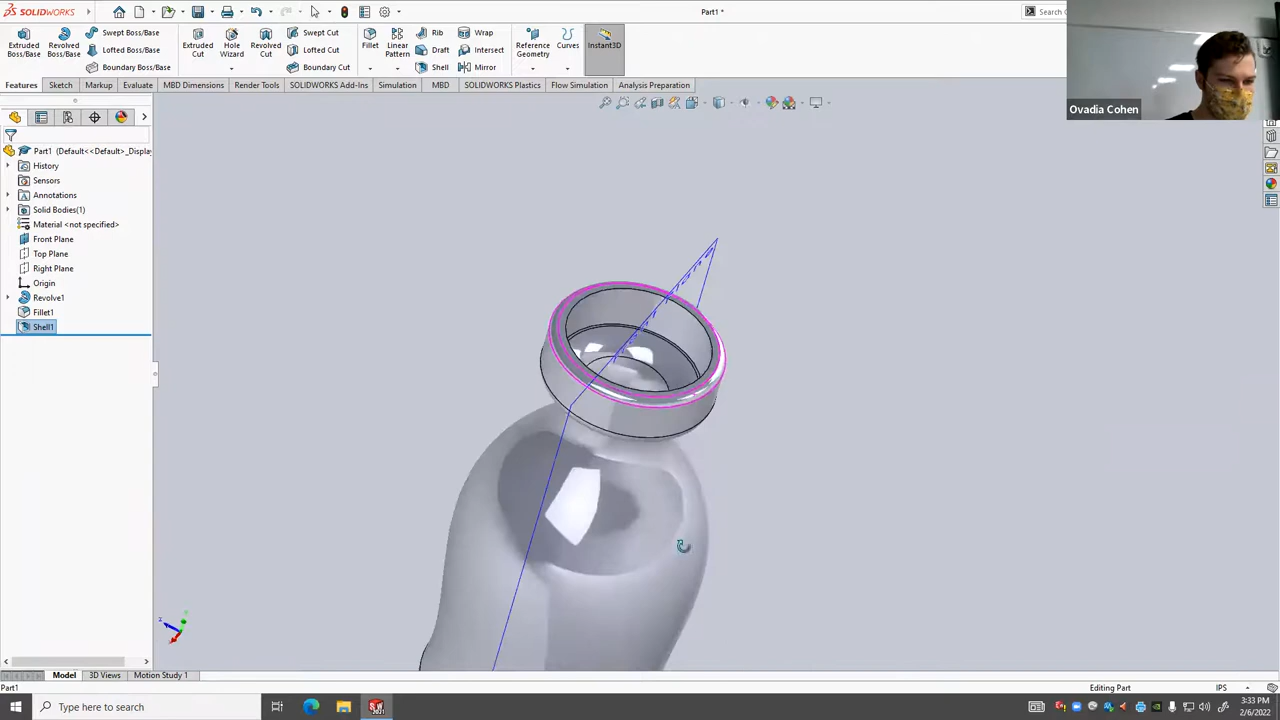 SOLIDWORKS
Part1 *
Search Co
Extruded Boss/Base
Revolved Boss/Base
Swept Boss/Base
Lofted Boss/Base
Boundary Boss/Base
Extruded Cut
Hole Wizard
Revolved Cut
Swept Cut
Lofted Cut
Boundary Cut
Fillet
Linear Pattern
Rib
Draft
Shell
Wrap
Intersect
Mirror
Reference Geometry
Curves
Instant3D
Features
Sketch
Markup
Evaluate
MBD Dimensions
Render Tools
SOLIDWORKS Add-Ins
Simulation
MBD
SOLIDWORKS Plastics
Flow Simulation
Analysis Preparation
Ovadia Cohen
Part1 (Default<<Default>_Display
History
Sensors
Annotations
Solid Bodies(1)
Material <not specified>
Front Plane
Top Plane
Right Plane
Origin
Revolve1
Fillet1
Shell1
Model
3D Views
Motion Study 1
Part1
Editing Part
IPS
Type here to search
3:33 PM
2/6/2022